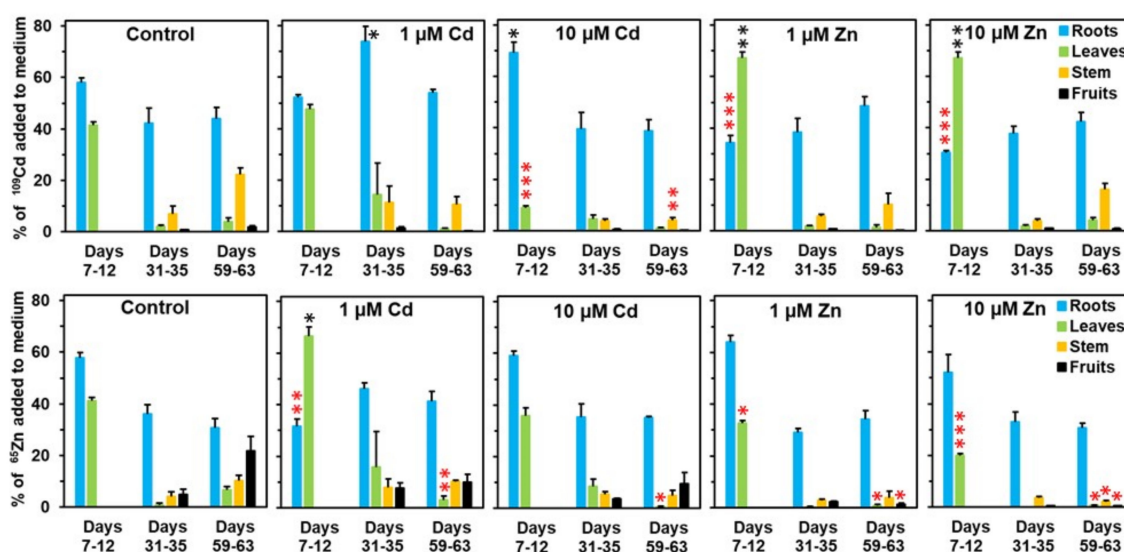 Control
1 µM Cd
10 µM Cd
1 µM Zn
10 µM Zn
Roots
Leaves
Stem
Fruits
% of ¹⁰⁹Cd added to medium
80
60
40
20
0
*
*
***
**
***
**
***
**
Days Days Days
7-12 31-35 59-63
Days Days Days
7-12 31-35 59-63
Days Days Days
7-12 31-35 59-63
Days Days Days
7-12 31-35 59-63
Days Days Days
7-12 31-35 59-63
Control
1 µM Cd
10 µM Cd
1 µM Zn
10 µM Zn
Roots
Leaves
Stem
Fruits
% of ⁶⁵Zn added to medium
60
40
20
0
**
*
**
*
*
*
*
***
*
*
*
Days Days Days
7-12 31-35 59-63
Days Days Days
7-12 31-35 59-63
Days Days Days
7-12 31-35 59-63
Days Days Days
7-12 31-35 59-63
Days Days Days
7-12 31-35 59-63